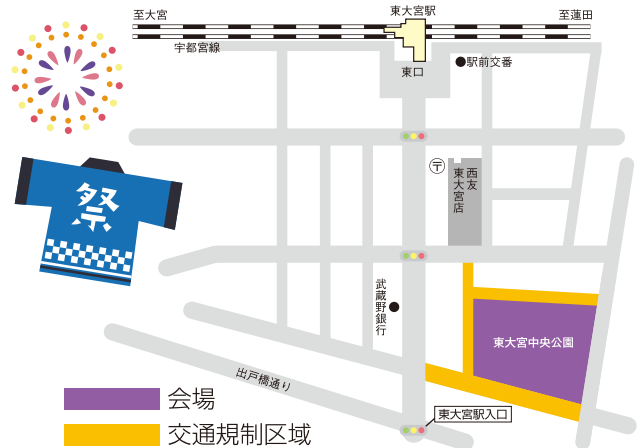 至大宮
東大宮駅
至蓮田
宇都宮線
東口
駅前交番
祭
〒
西友
東大宮店
武蔵野銀行
東大宮中央公園
出戸橋通り
東大宮駅入口
会場
交通規制区域